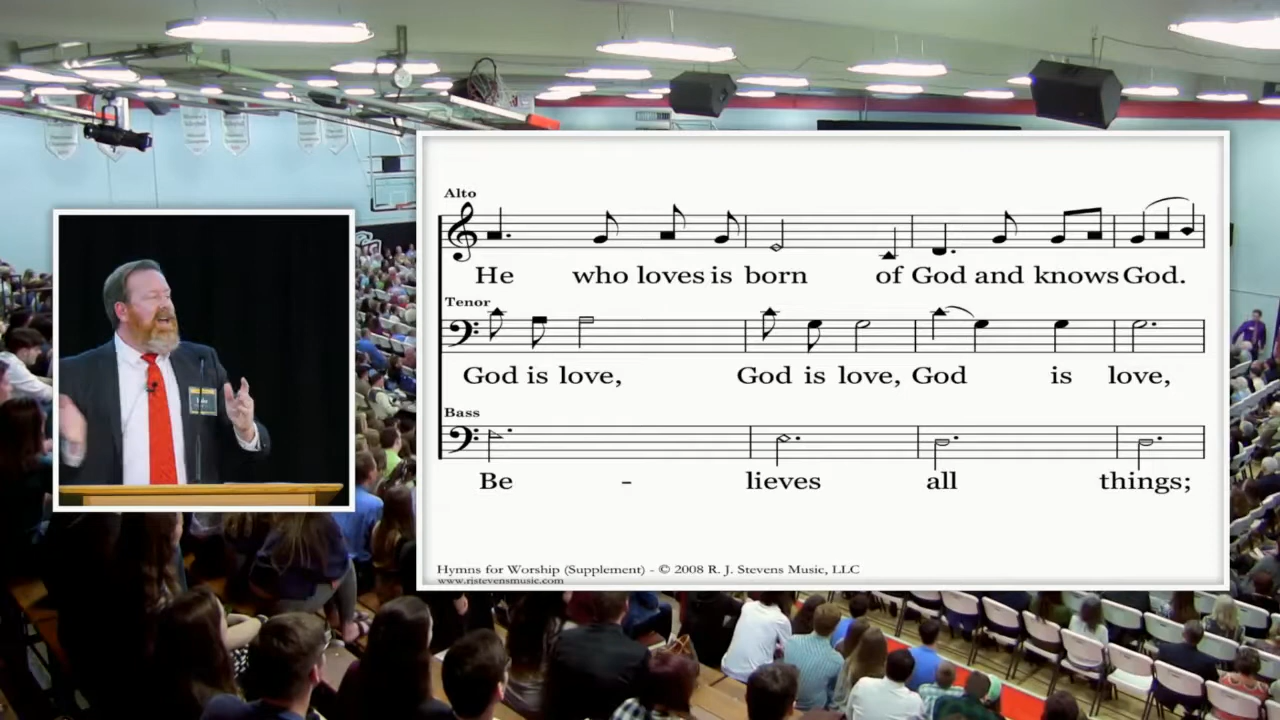 Alto
He who loves is born of God and knows God.
Tenor
God is love, God is love, God is love,
Bass
Be - lieves all things;
Hymns for Worship (Supplement) - © 2008 R. J. Stevens Music, LLC
www.rjstevensmusic.com